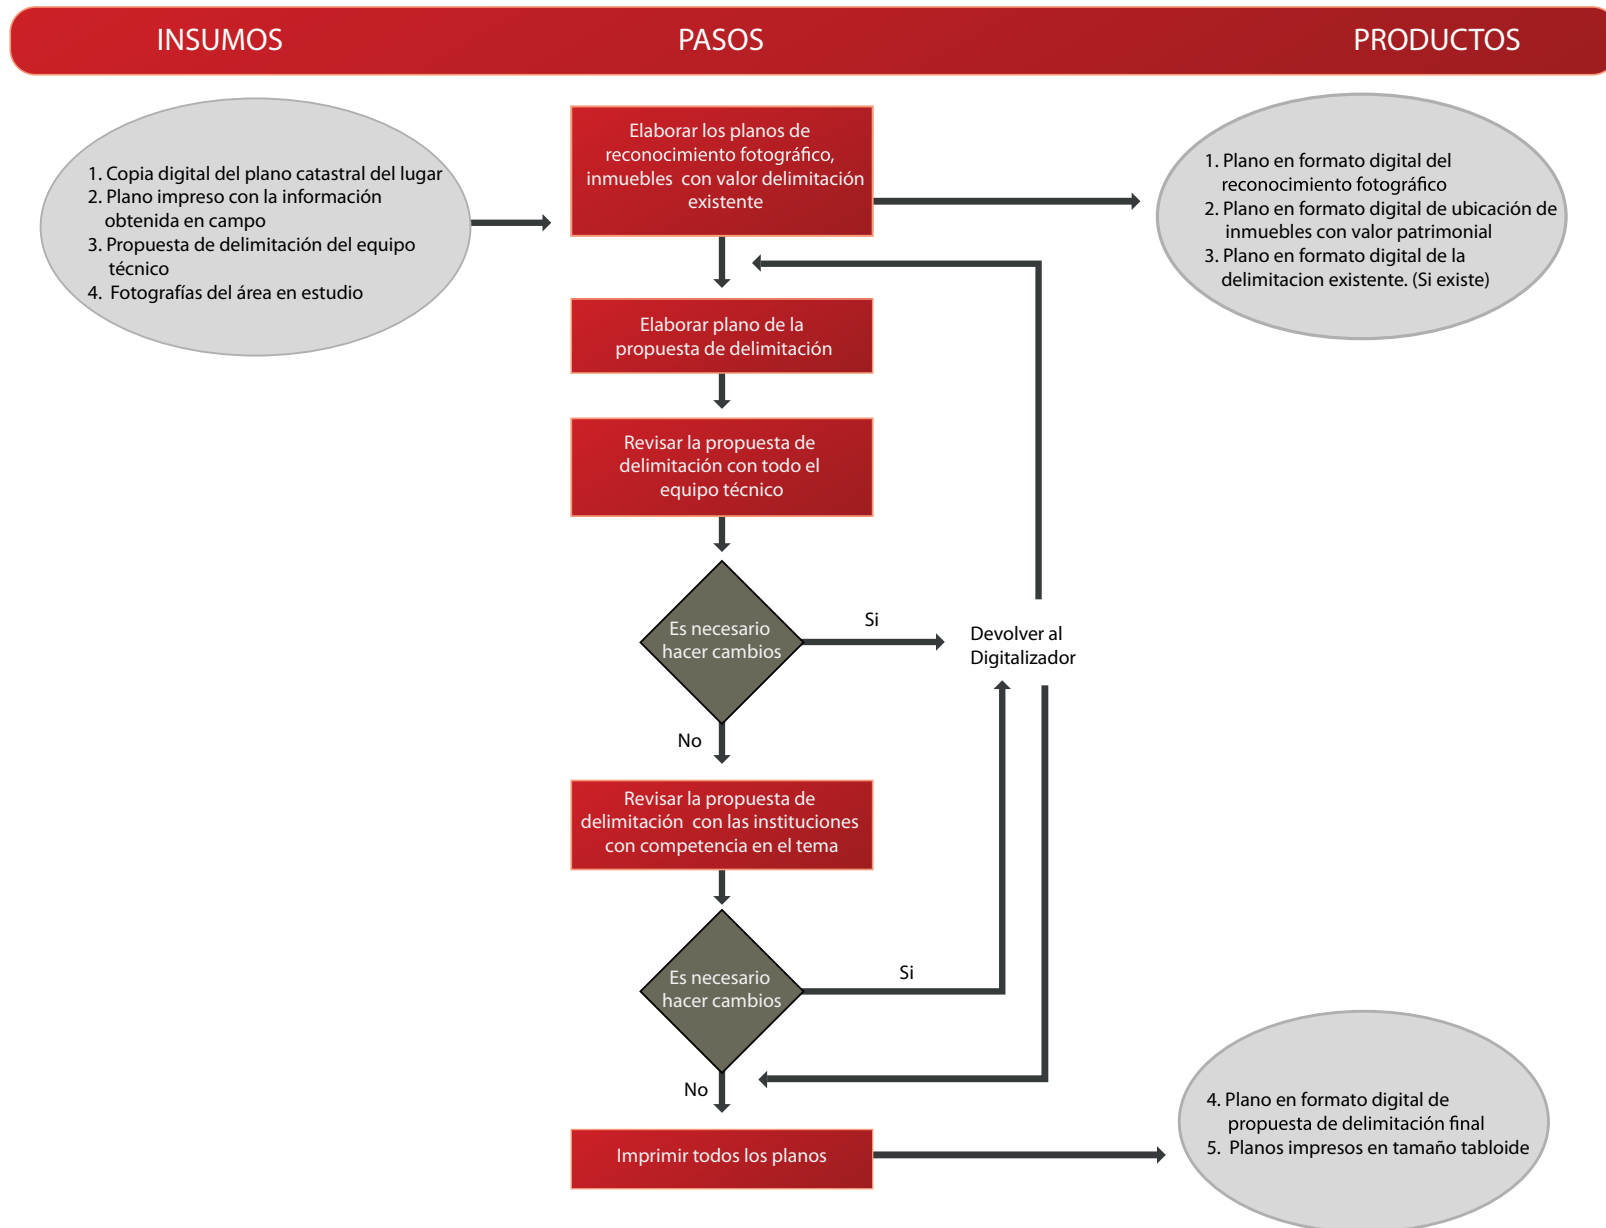 INSUMOS
PASOS
PRODUCTOS
1. Copia digital del plano catastral del lugar
2. Plano impreso con la información
obtenida en campo
3. Propuesta de delimitación del equipo
técnico
4. Fotografías del área en estudio
Elaborar los planos de
reconocimiento fotográfico,
inmuebles con valor delimitación
existente
1. Plano en formato digital del
reconocimiento fotográfico
2. Plano en formato digital de ubicación de
inmuebles con valor patrimonial
3. Plano en formato digital de la
delimitacion existente. (Si existe)
Elaborar plano de la
propuesta de delimitación
Revisar la propuesta de
delimitación con todo el
equipo técnico
Es necesario
hacer cambios
Si
Devolver al
Digitalizador
No
Revisar la propuesta de
delimitación con las instituciones
con competencia en el tema
Es necesario
hacer cambios
Si
No
Imprimir todos los planos
4. Plano en formato digital de
propuesta de delimitación final
5. Planos impresos en tamaño tabloide